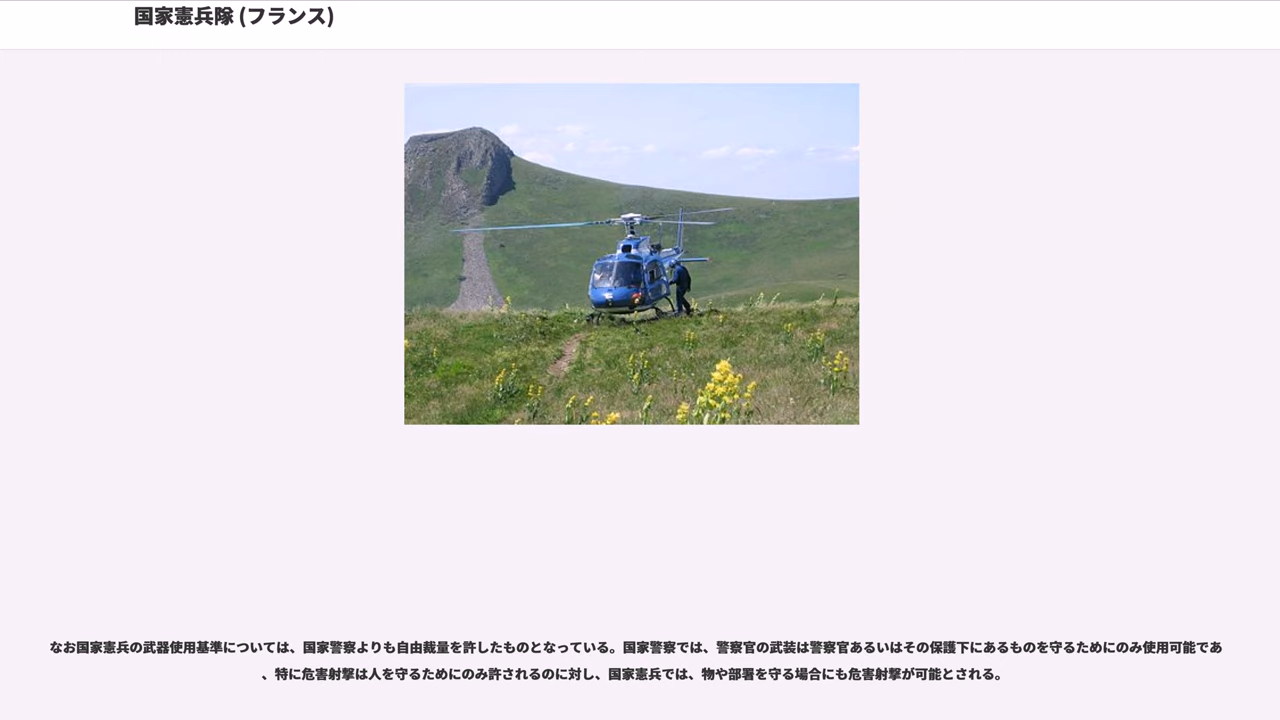 国家憲兵隊 (フランス)
なお国家憲兵の武器使用基準については、国家警察よりも自由裁量を許したものとなっている。国家警察では、警察官の武装は警察官あるいはその保護下にあるものを守るためにのみ使用可能であ
、特に危害射撃は人を守るためにのみ許されるのに対し、国家憲兵では、物や部署を守る場合にも危害射撃が可能とされる。